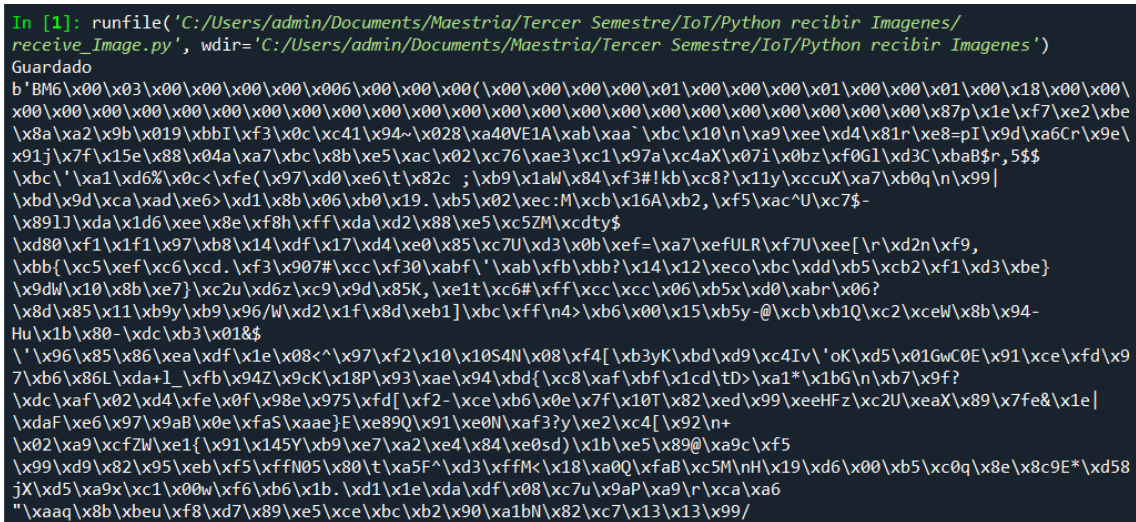 In [1]: runfile('C:/Users/admin/Documents/Maestria/Tercer Semestre/IoT/Python recibir Imagenes/
receive_Image.py', wdir='C:/Users/admin/Documents/Maestria/Tercer Semestre/IoT/Python recibir Imagenes')
Guardado
b'BM6\x00\x03\x00\x00\x00\x00\x006\x00\x00\x00(\x00\x00\x00\x00\x01\x00\x00\x00\x01\x00\x00\x01\x00\x18\x00\x00\
x00\x00\x00\x00\x00\x00\x00\x00\x00\x00\x00\x00\x00\x00\x00\x00\x00\x00\x00\x00\x00\x00\x87p\x1e\xf7\xe2\xbe
\x8a\xa2\x9b\x019\xbbI\xf3\x0c\xc41\x94~\x028\xa40VE1A\xab\xaa`\xbc\x10\n\xa9\xee\xd4\x81r\xe8=pI\x9d\xa6Cr\x9e\
x91j\x7f\x15e\x88\x04a\xa7\xbc\x8b\xe5\xac\x02\xc76\xae3\xc1\x97a\xc4aX\x07i\x0bz\xf0Gl\xd3C\xbaB$r,5$$
\xbc\'\xa1\xd6%\x0c<\xfe(\x97\xd0\xe6\t\x82c ;\xb9\x1aW\x84\xf3#!kb\xc8?\x11y\xccuX\xa7\xb0q\n\x99|
\xbd\x9d\xca\xad\xe6>\xd1\x8b\x06\xb0\x19.\xb5\x02\xec:M\xcb\x16A\xb2,\xf5\xac^U\xc7$-
\x89lJ\xda\x1d6\xee\x8e\xf8h\xff\xda\xd2\x88\xe5\xc5ZM\xcdty$
\xd80\xf1\x1f1\x97\xb8\x14\xdf\x17\xd4\xe0\x85\xc7U\xd3\x0b\xef=\xa7\xefULR\xf7U\xee[\r\xd2n\xf9,
\xbb{\xc5\xef\xc6\xcd.\xf3\x907#\xcc\xf30\xabf\'\xab\xfb\xbb?\x14\x12\xeco\xbc\xdd\xb5\xcb2\xf1\xd3\xbe}
\x9dW\x10\x8b\xe7}\xc2u\xd6z\xc9\x9d\x85K,\xe1t\xc6#\xff\xcc\xcc\x06\xb5x\xd0\xabr\x06?
\x8d\x85\x11\xb9y\xb9\x96/W\xd2\x1f\x8d\xeb1]\xbc\xff\n4>\xb6\x00\x15\xb5y-@\xcb\xb1Q\xc2\xceW\x8b\x94-
Hu\x1b\x80-\xdc\xb3\x01&$
\'\x96\x85\x86\xea\xdf\x1e\x08<^\x97\xf2\x10\x10S4N\x08\xf4[\xb3yK\xbd\xd9\xc4Iv\'oK\xd5\x01GwC0E\x91\xce\xfd\x9
7\xb6\x86L\xda+l_\xfb\x94Z\x9cK\x18P\x93\xae\x94\xbd{\xc8\xaf\xbf\x1cd\tD>\xa1*\x1bG\n\xb7\x9f?
\xdc\xaf\x02\xd4\xfe\x0f\x98e\x975\xfd[\xf2-\xce\xb6\x0e\x7f\x10T\x82\xed\x99\xeeHFz\xc2U\xeaX\x89\x7fe&\x1e|
\xdaF\xe6\x97\x9aB\x0e\xfaS\xaae}E\xe89Q\x91\xe0N\xaf3?y\xe2\xc4[\x92\n+
\x02\xa9\xcfZW\xe1{\x91\x145Y\xb9\xe7\xa2\xe4\x84\xe0sd)\x1b\xe5\x89@\xa9c\xf5
\x99\xd9\x82\x95\xeb\xf5\xffN05\x80\t\xa5F^\xd3\xffM<\x18\xa0Q\xfaB\xc5M\nH\x19\xd6\x00\xb5\xc0q\x8e\x8c9E*\xd58
jX\xd5\xa9x\xc1\x00w\xf6\xb6\x1b.\xd1\x1e\xda\xdf\x08\xc7u\x9aP\xa9\r\xca\xa6
"\xaaq\x8b\xbeu\xf8\xd7\x89\xe5\xce\xbc\xb2\x90\xa1bN\x82\xc7\x13\x13\x99/